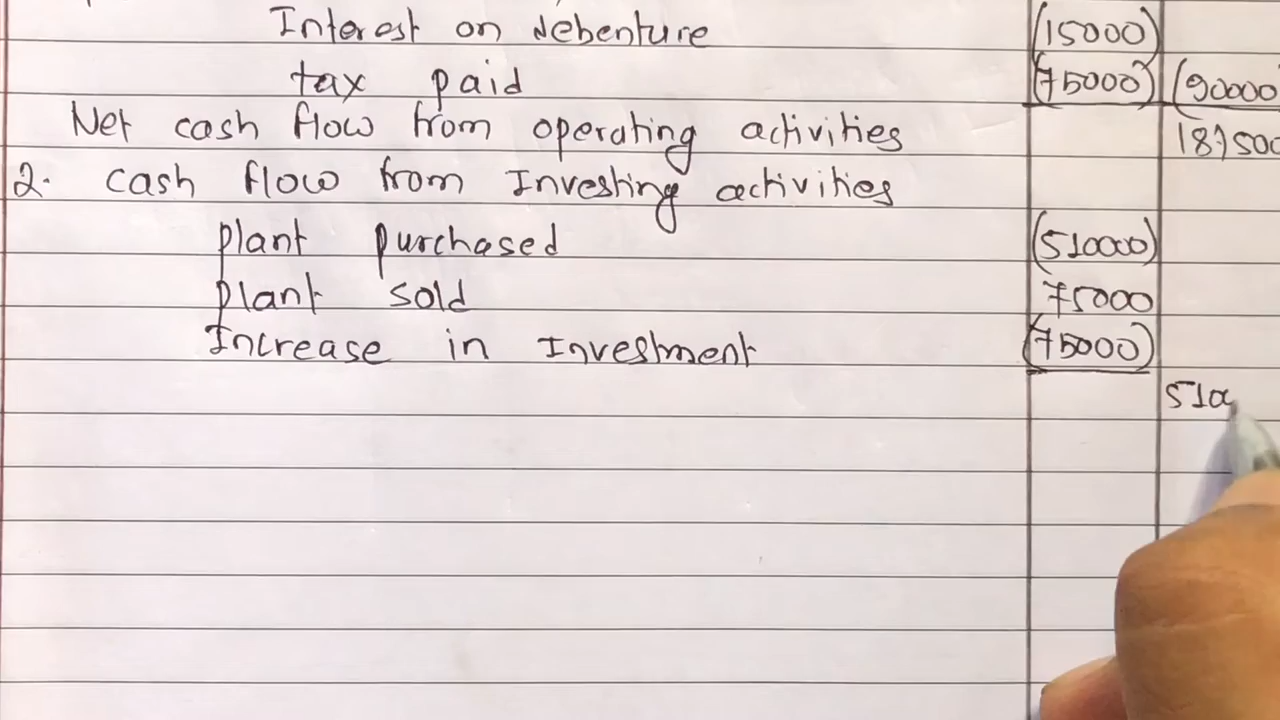 Interest on debenture (15000)
tax paid (75000) (90000
Net cash flow from operating activities 187500
2. cash flow from Investing activities
plant purchased (510000)
plant sold 75000
Increase in Investment (75000)
510